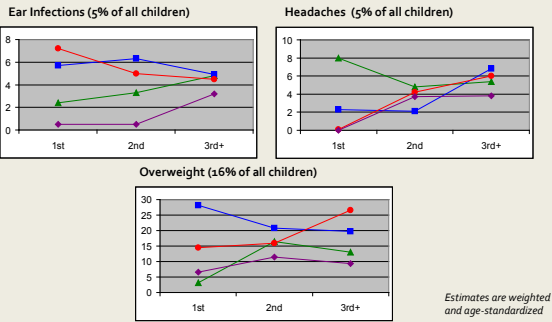 Ear Infections (5% of all children)
8
6
4
2
0
1st 2nd 3rd+
Headaches (5% of all children)
10
8
6
4
2
0
1st 2nd 3rd+
Overweight (16% of all children)
30
25
20
15
10
5
0
1st 2nd 3rd+
Estimates are weighted
and age-standardized